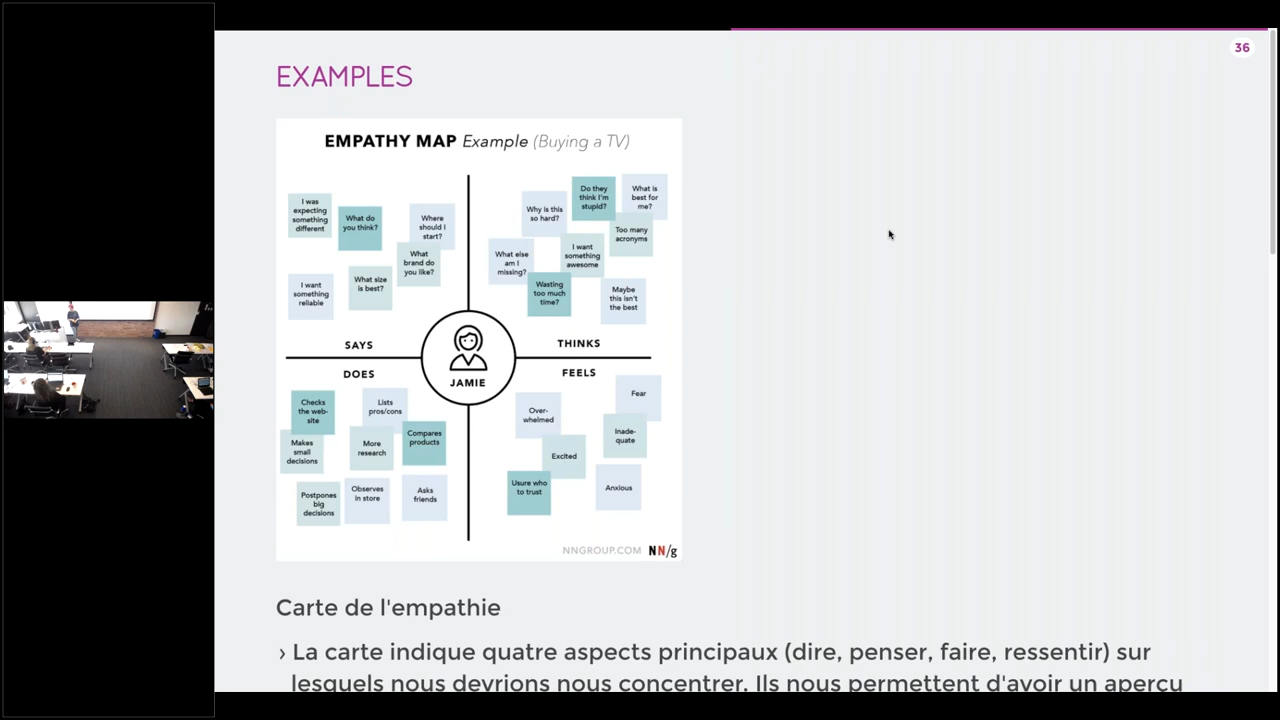 36
EXAMPLES
EMPATHY MAP Example (Buying a TV)
I was
expecting
something
different
What do
you think?
Where
should I
start?
What
brand do
you like?
What size
is best?
I want
something
reliable
SAYS
Why is this
so hard?
Do they
think I'm
stupid?
What is
best for
me?
Too many
acronyms
I want
something
awesome
What else
am I
missing?
Wasting
too much
time?
Maybe
this isn't
the best
THINKS
JAMIE
DOES
Checks
the web-
site
Lists
pros/cons
Compares
products
Makes
small
decisions
More
research
Postpones
big
decisions
Observes
in store
Asks
friends
FEELS
Fear
Over-
whelmed
Inade-
quate
Excited
Usure who
to trust
Anxious
NNGROUP.COM NN/g
Carte de l'empathie
› La carte indique quatre aspects principaux (dire, penser, faire, ressentir) sur
lesquels nous devrions nous concentrer. Ils nous permettent d'avoir un aperçu